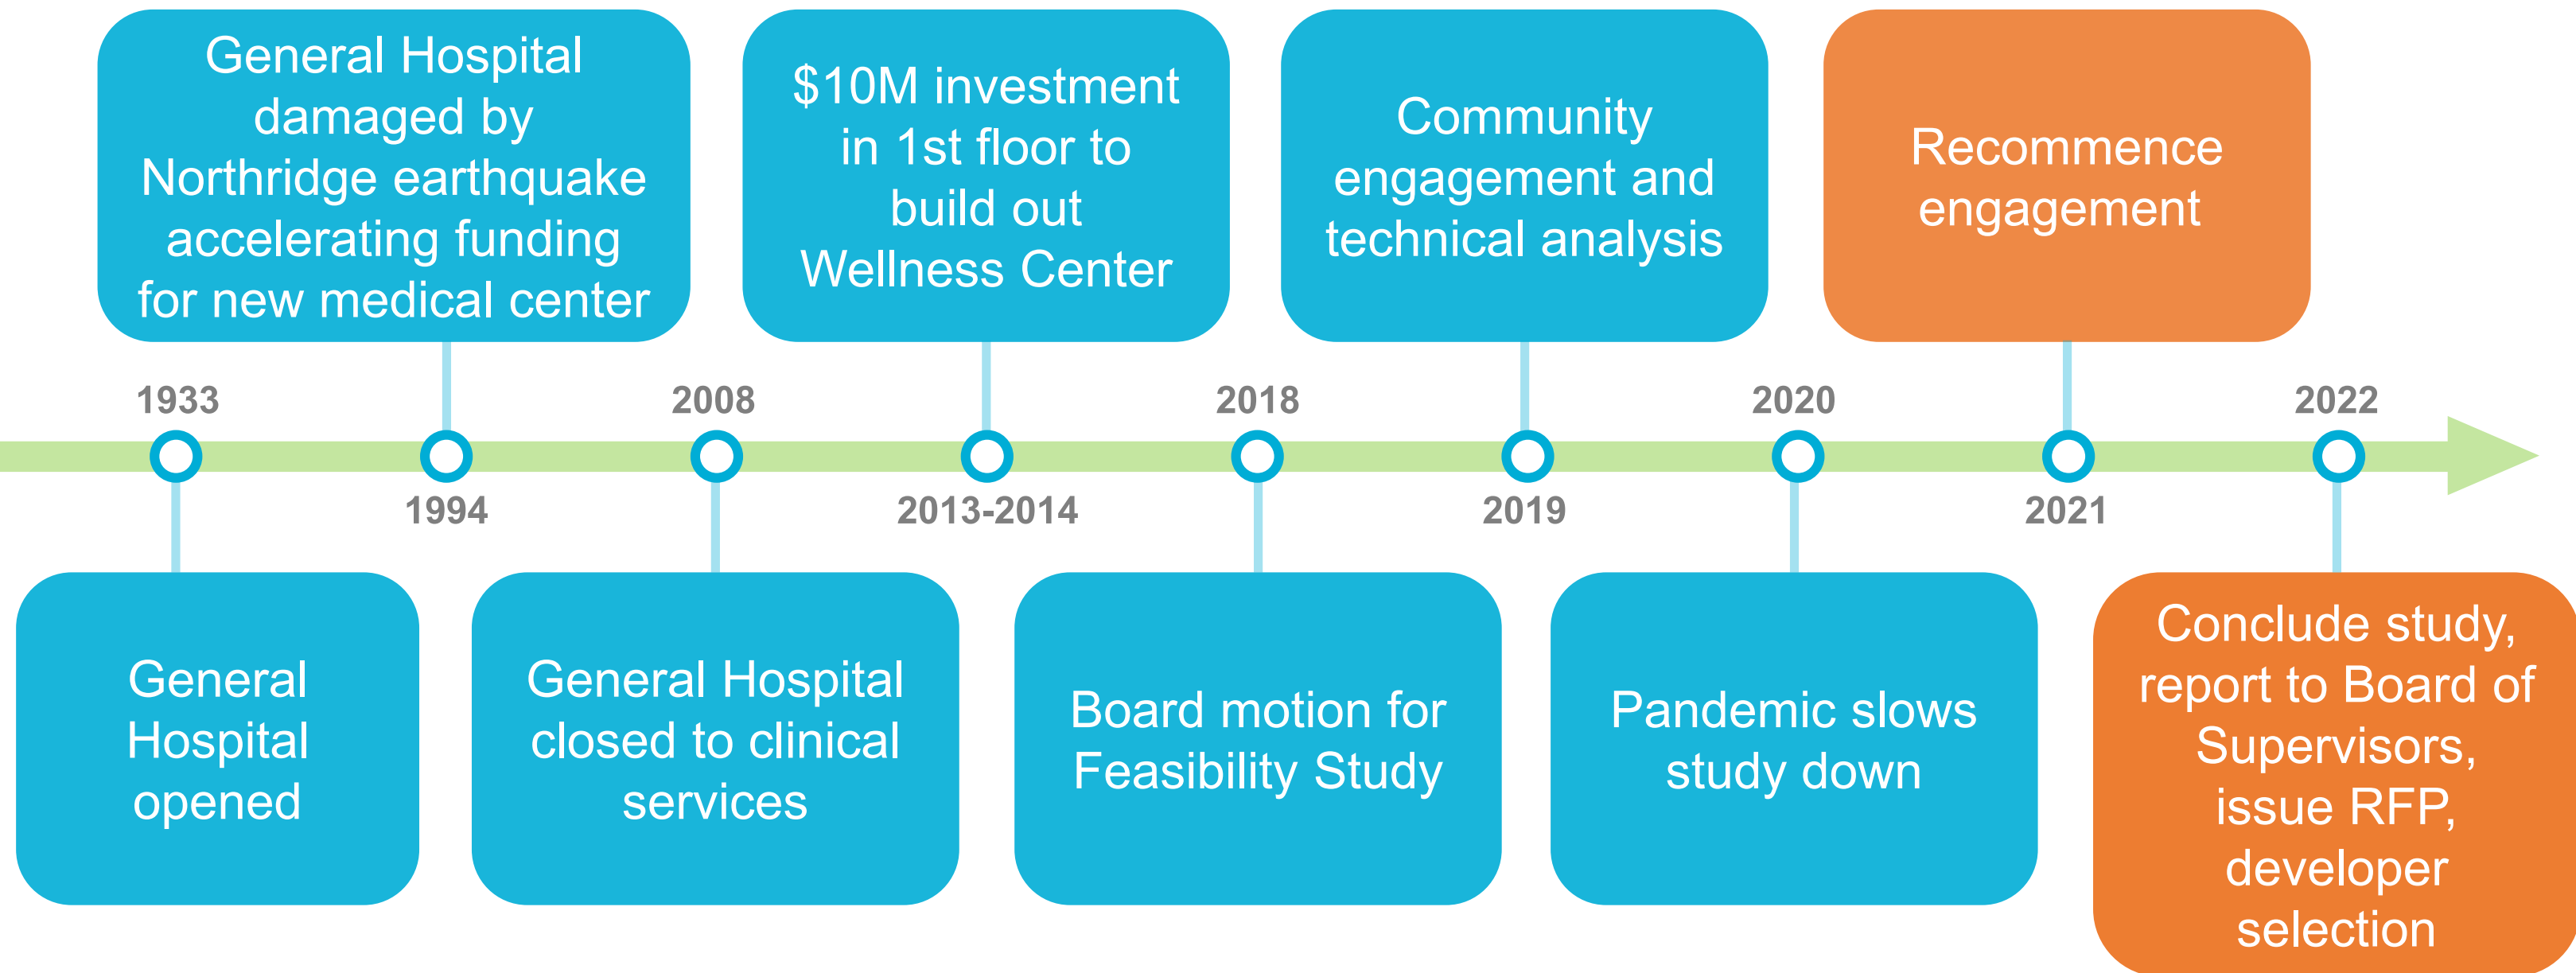 General Hospital
damaged by
Northridge earthquake
accelerating funding
for new medical center
$10M investment
in 1st floor to
build out
Wellness Center
Community
engagement and
technical analysis
Recommence
engagement
1933
2008
2018
2020
2022
1994
2013-2014
2019
2021
General
Hospital
opened
General Hospital
closed to clinical
services
Board motion for
Feasibility Study
Pandemic slows
study down
Conclude study,
report to Board of
Supervisors,
issue RFP,
developer
selection